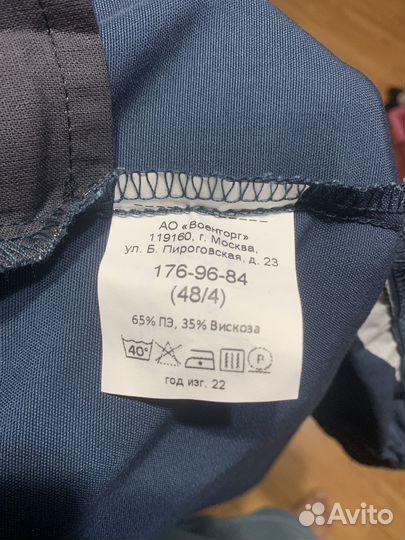 АО «Военторг»
119160, г. Москва,
ул. Б. Пироговская, д. 23
176-96-84
(48/4)
65% ПЭ, 35% Вискоза
40° P
год изг. 22
Avito